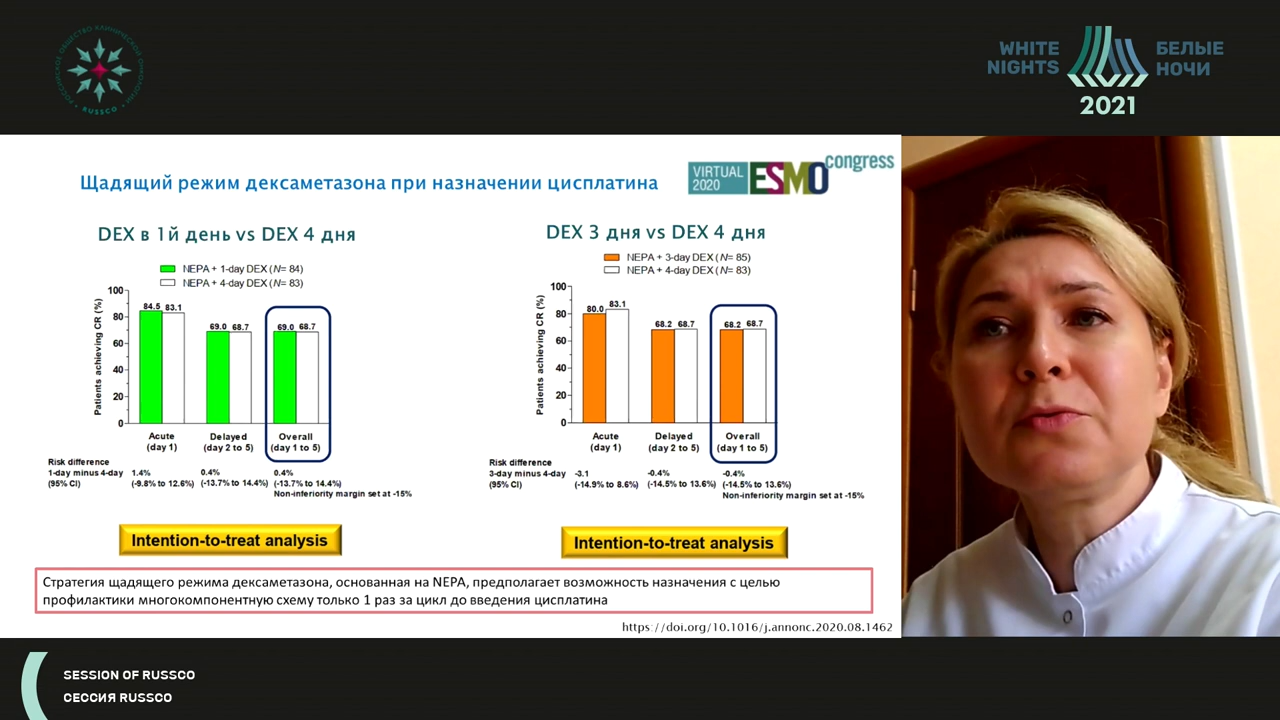 РОССИЙСКОЕ ОБЩЕСТВО КЛИНИЧЕСКОЙ ОНКОЛОГИИ
RUSSCO
WHITE
NIGHTS
БЕЛЫЕ
НОЧИ
2021
Щадящий режим дексаметазона при назначении цисплатина
VIRTUAL
2020
ESMO
congress
DEX в 1й день vs DEX 4 дня
NEPA + 1-day DEX (N= 84)
NEPA + 4-day DEX (N= 83)
Patients achieving CR (%)
100
80
60
40
20
0
84.5 83.1
69.0 68.7
69.0 68.7
Acute
(day 1)
Delayed
(day 2 to 5)
Overall
(day 1 to 5)
Risk difference
1-day minus 4-day
(95% CI)
1.4%
(-9.8% to 12.6%)
0.4%
(-13.7% to 14.4%)
0.4%
(-13.7% to 14.4%)
Non-inferiority margin set at -15%
Intention-to-treat analysis
DEX 3 дня vs DEX 4 дня
NEPA + 3-day DEX (N= 85)
NEPA + 4-day DEX (N= 83)
Patients achieving CR (%)
100
80
60
40
20
0
80.0 83.1
68.2 68.7
68.2 68.7
Acute
(day 1)
Delayed
(day 2 to 5)
Overall
(day 1 to 5)
Risk difference
3-day minus 4-day
(95% CI)
-3.1
(-14.9% to 8.6%)
-0.4%
(-14.5% to 13.6%)
-0.4%
(-14.5% to 13.6%)
Non-inferiority margin set at -15%
Intention-to-treat analysis
Стратегия щадящего режима дексаметазона, основанная на NEPA, предполагает возможность назначения с целью
профилактики многокомпонентную схему только 1 раз за цикл до введения цисплатина
https://doi.org/10.1016/j.annonc.2020.08.1462
SESSION OF RUSSCO
СЕССИЯ RUSSCO